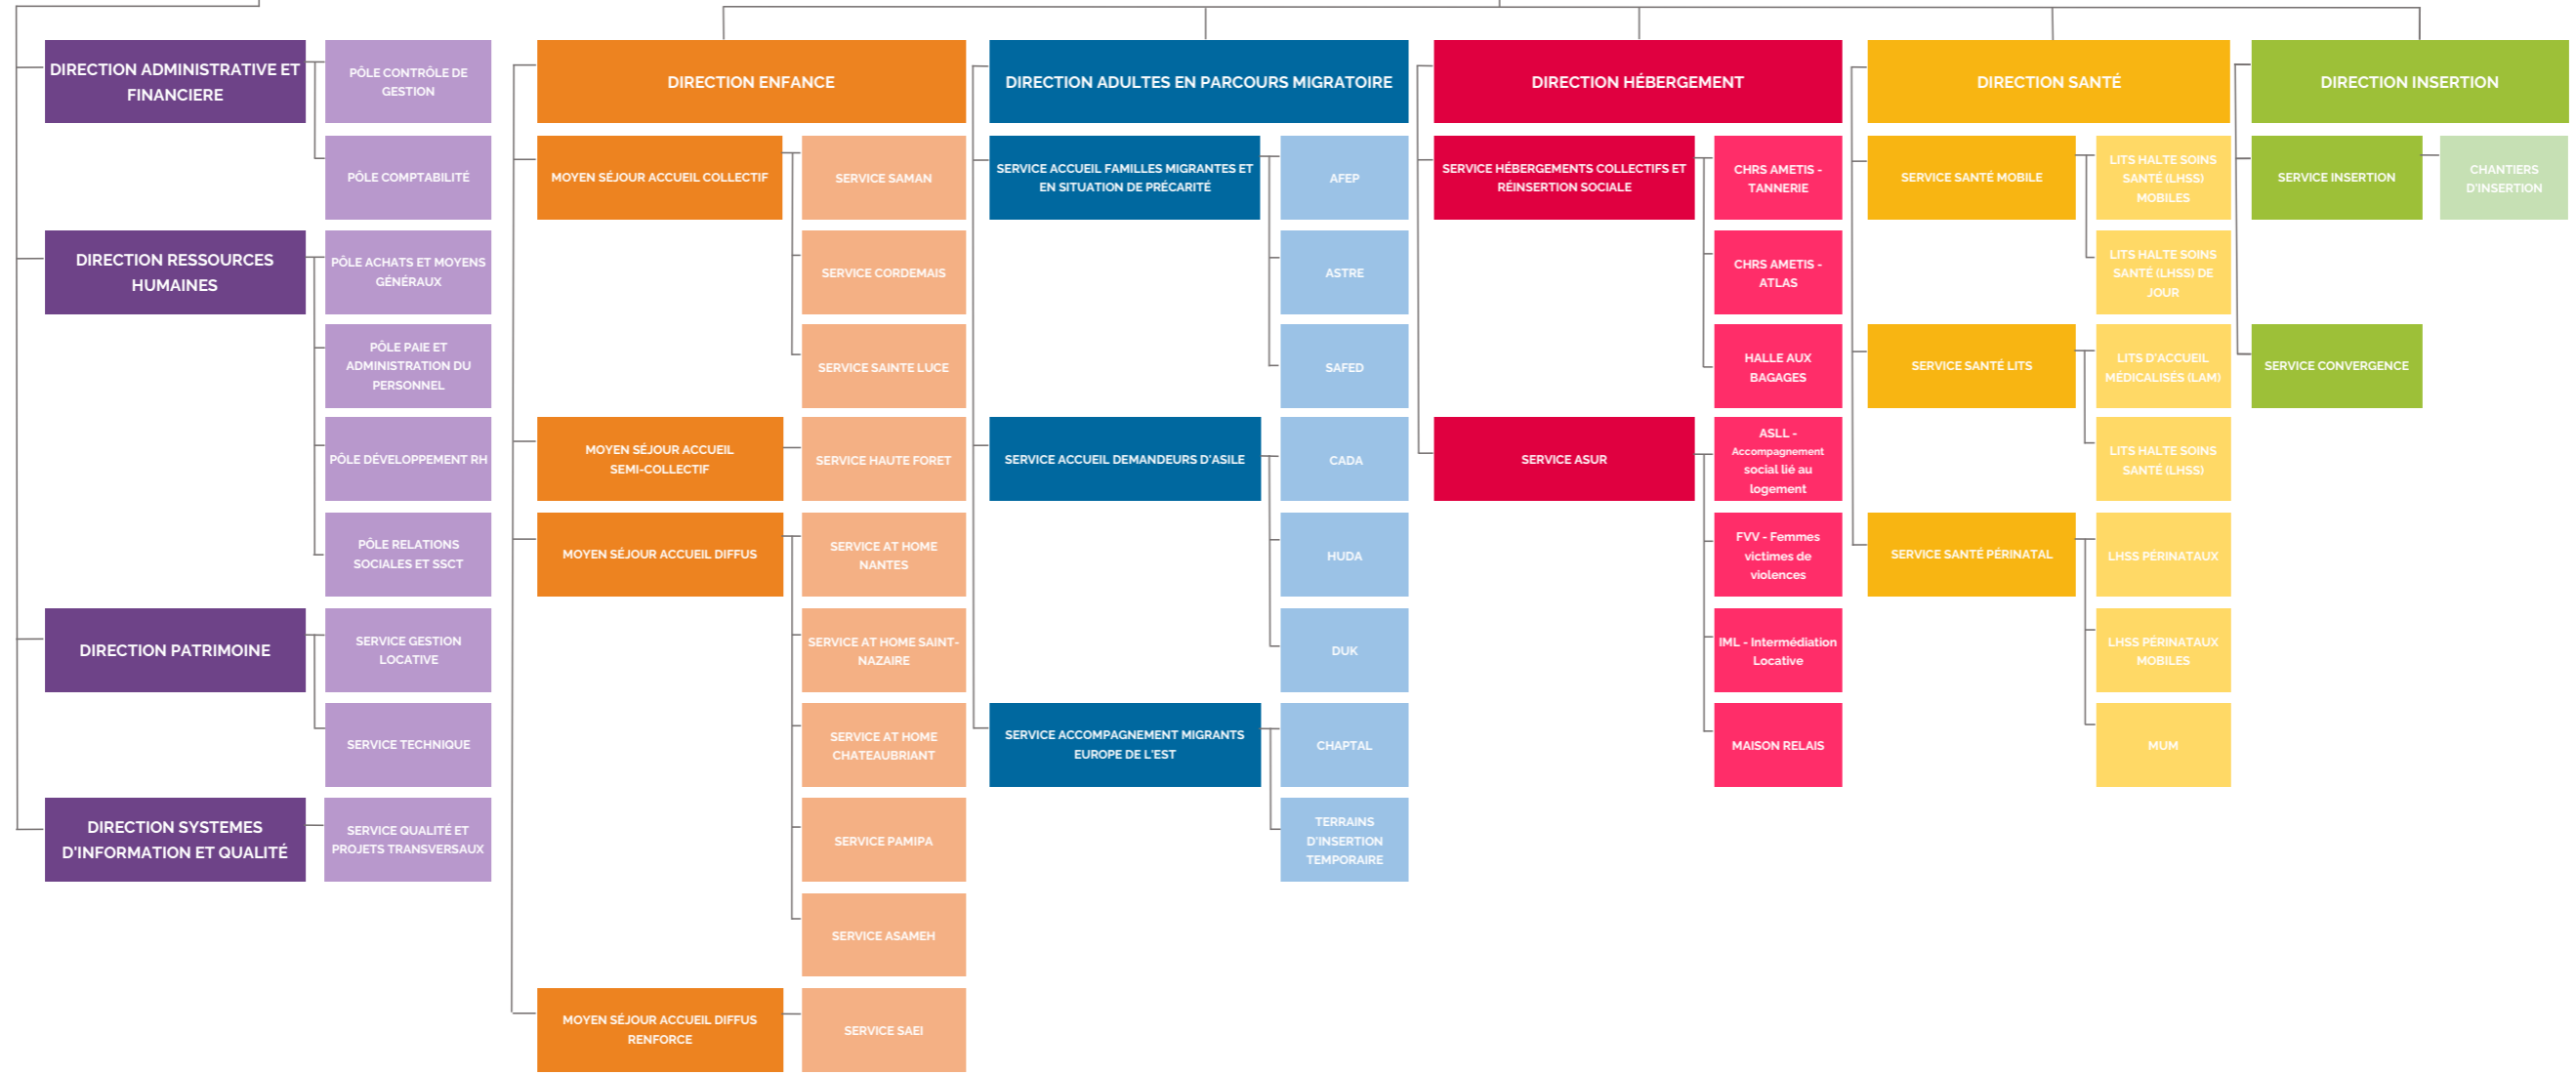 DIRECTION ADMINISTRATIVE ET
FINANCIERE
PÔLE CONTRÔLE DE
GESTION
PÔLE COMPTABILITÉ
DIRECTION RESSOURCES
HUMAINES
PÔLE ACHATS ET MOYENS
GÉNÉRAUX
PÔLE PAIE ET
ADMINISTRATION DU
PERSONNEL
PÔLE DÉVELOPPEMENT RH
PÔLE RELATIONS
SOCIALES ET SSCT
DIRECTION PATRIMOINE
SERVICE GESTION
LOCATIVE
SERVICE TECHNIQUE
DIRECTION SYSTEMES
D'INFORMATION ET QUALITÉ
SERVICE QUALITÉ ET
PROJETS TRANSVERSAUX
DIRECTION ENFANCE
MOYEN SÉJOUR ACCUEIL COLLECTIF
SERVICE SAMAN
SERVICE CORDEMAIS
SERVICE SAINTE LUCE
MOYEN SÉJOUR ACCUEIL
SEMI-COLLECTIF
SERVICE HAUTE FORET
MOYEN SÉJOUR ACCUEIL DIFFUS
SERVICE AT HOME
NANTES
SERVICE AT HOME SAINT-
NAZAIRE
SERVICE AT HOME
CHATEAUBRIANT
SERVICE PAMIPA
SERVICE ASAMEH
MOYEN SÉJOUR ACCUEIL DIFFUS
RENFORCE
SERVICE SAEI
DIRECTION ADULTES EN PARCOURS MIGRATOIRE
SERVICE ACCUEIL FAMILLES MIGRANTES ET
EN SITUATION DE PRÉCARITÉ
AFEP
ASTRE
SAFED
SERVICE ACCUEIL DEMANDEURS D'ASILE
CADA
HUDA
DUK
SERVICE ACCOMPAGNEMENT MIGRANTS
EUROPE DE L'EST
CHAPTAL
TERRAINS
D'INSERTION
TEMPORAIRE
DIRECTION HÉBERGEMENT
SERVICE HÉBERGEMENTS COLLECTIFS ET
RÉINSERTION SOCIALE
CHRS AMETIS -
TANNERIE
CHRS AMETIS -
ATLAS
HALLE AUX
BAGAGES
SERVICE ASUR
ASLL -
Accompagnement
social lié au
logement
FVV - Femmes
victimes de
violences
IML - Intermédiation
Locative
MAISON RELAIS
DIRECTION SANTÉ
SERVICE SANTÉ MOBILE
LITS HALTE SOINS
SANTÉ (LHSS)
MOBILES
LITS HALTE SOINS
SANTÉ (LHSS) DE
JOUR
SERVICE SANTÉ LITS
LITS D'ACCUEIL
MÉDICALISÉS (LAM)
LITS HALTE SOINS
SANTÉ (LHSS)
SERVICE SANTÉ PÉRINATAL
LHSS PÉRINATAUX
LHSS PÉRINATAUX
MOBILES
MUM
DIRECTION INSERTION
SERVICE INSERTION
CHANTIERS
D'INSERTION
SERVICE CONVERGENCE